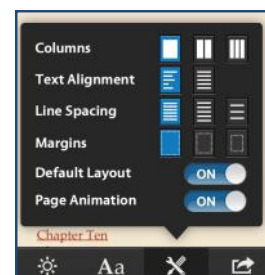 Columns
Text Alignment
Line Spacing
Margins
Default Layout ON
Page Animation ON
Chapter Ten
Aa